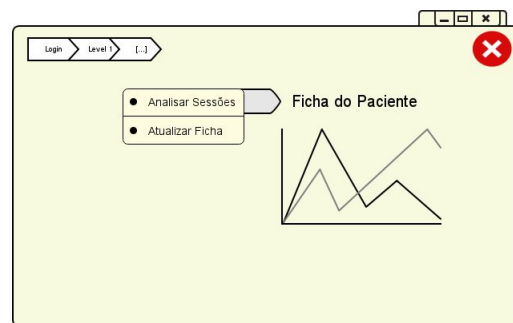 Login Level 1 [...]
Analisar Sessões
Ficha do Paciente
Atualizar Ficha